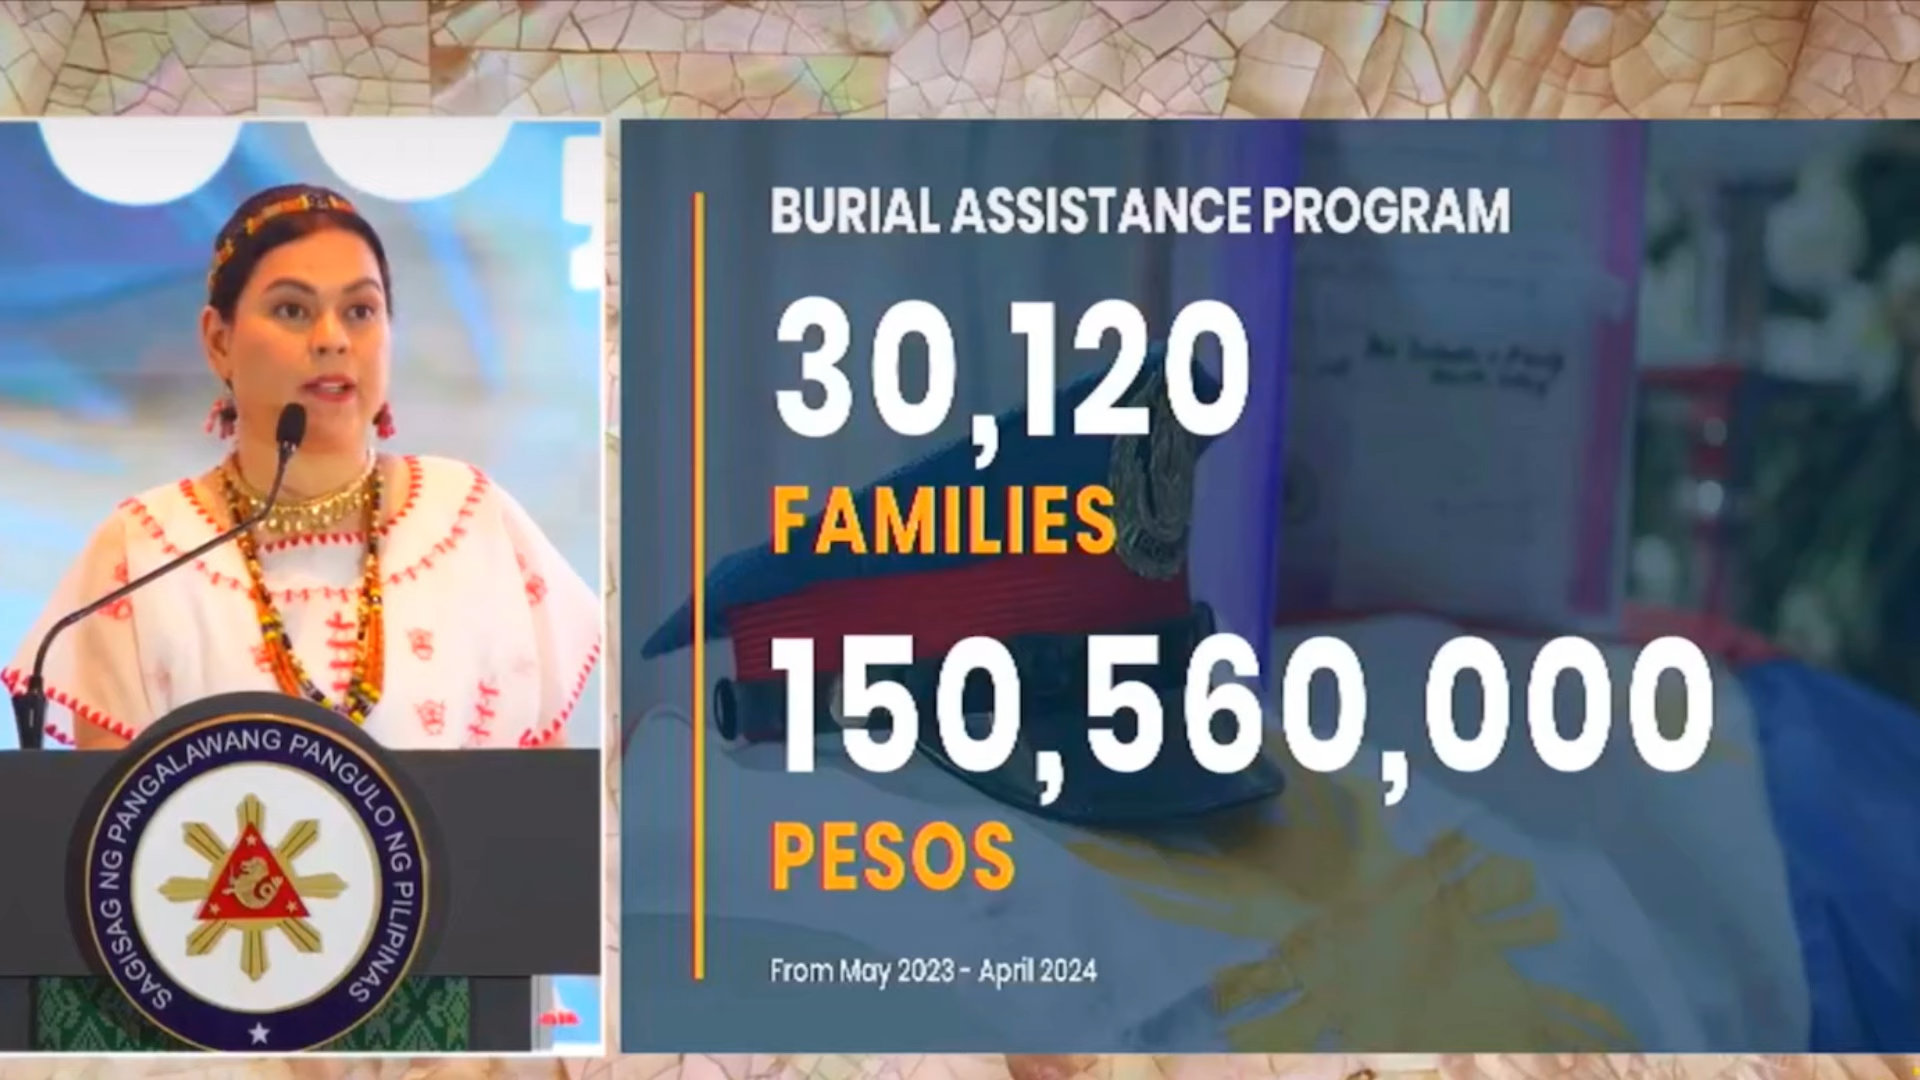 BURIAL ASSISTANCE PROGRAM
30,120
FAMILIES
150,560,000
PESOS
From May 2023 - April 2024
SAGISAG NG PANGALAWANG PANGULO NG PILIPINAS